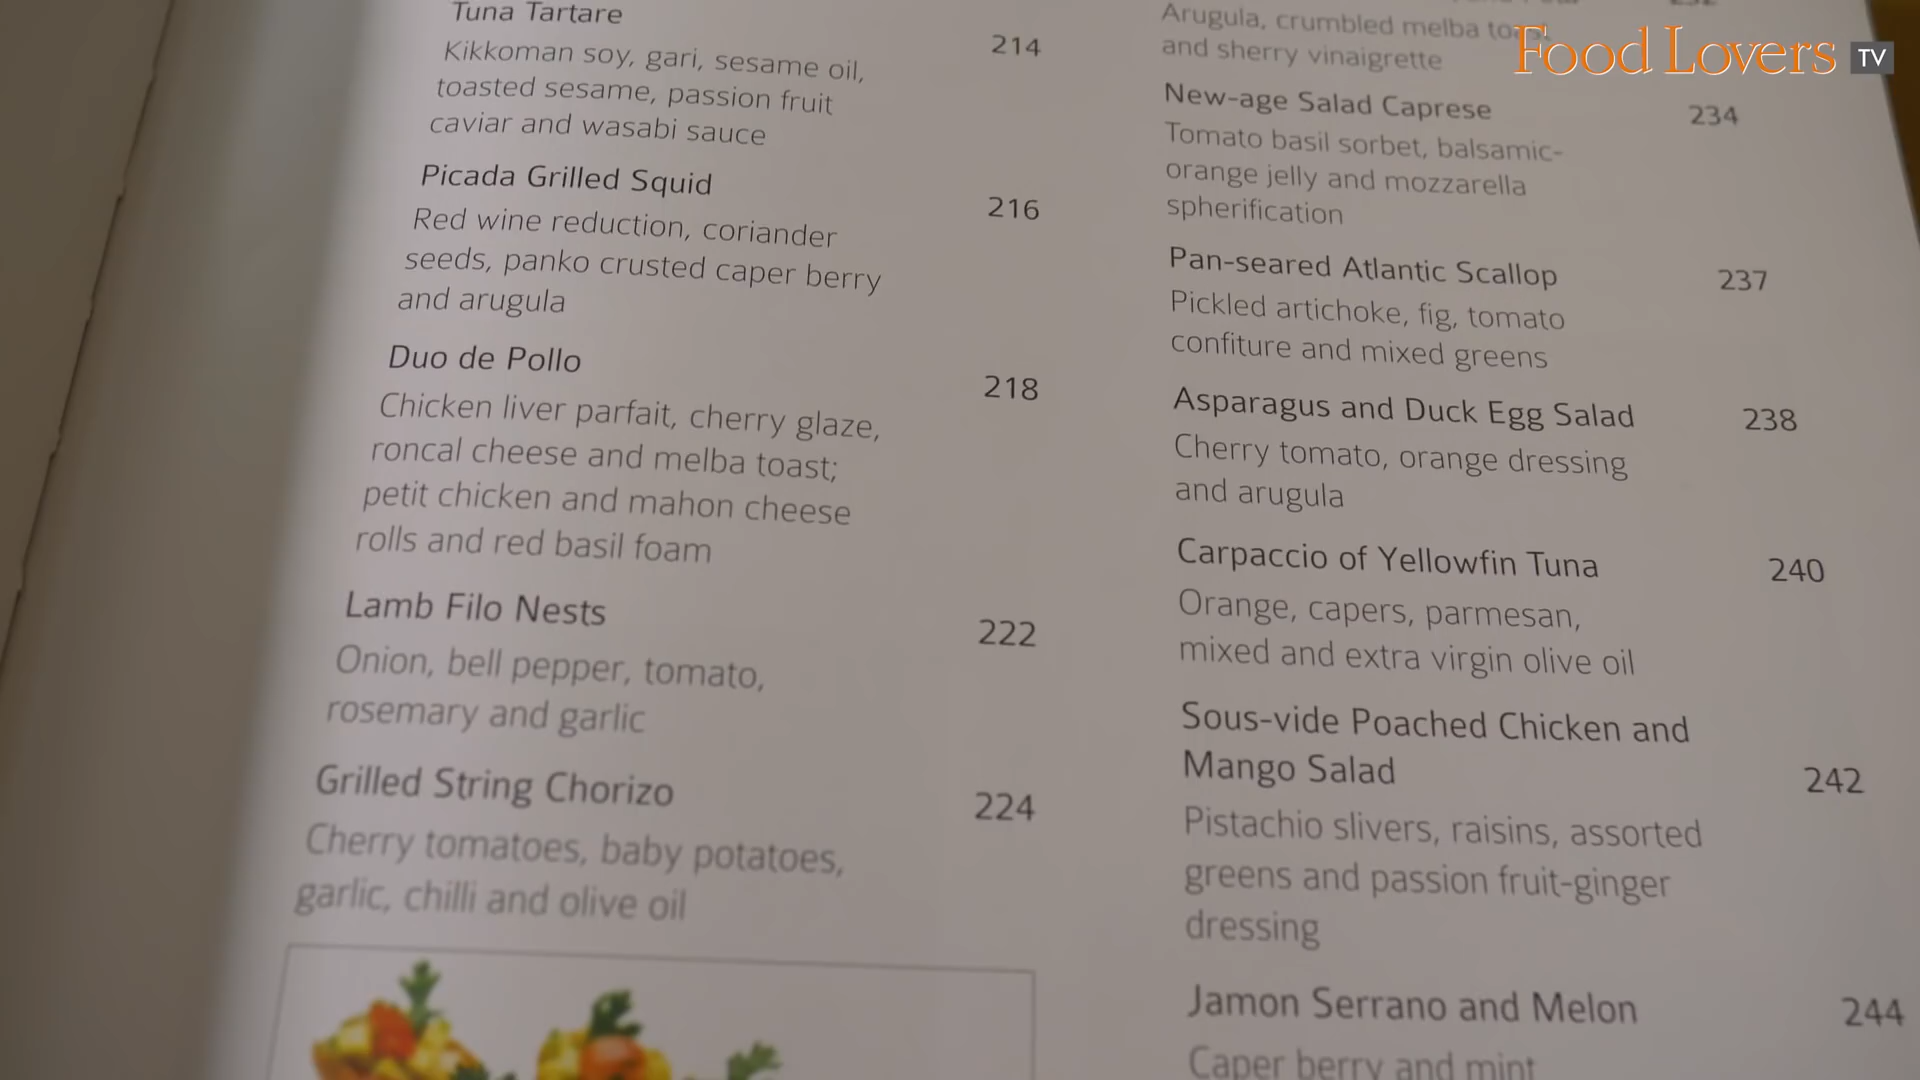 Tuna Tartare
214
Kikkoman soy, gari, sesame oil,
toasted sesame, passion fruit
caviar and wasabi sauce
Picada Grilled Squid
216
Red wine reduction, coriander
seeds, panko crusted caper berry
and arugula
Duo de Pollo
218
Chicken liver parfait, cherry glaze,
roncal cheese and melba toast;
petit chicken and mahon cheese
rolls and red basil foam
Lamb Filo Nests
222
Onion, bell pepper, tomato,
rosemary and garlic
Grilled String Chorizo
224
Cherry tomatoes, baby potatoes,
garlic, chilli and olive oil
Arugula, crumbled melba toast
and sherry vinaigrette
New-age Salad Caprese
234
Tomato basil sorbet, balsamic-
orange jelly and mozzarella
spherification
Pan-seared Atlantic Scallop
237
Pickled artichoke, fig, tomato
confiture and mixed greens
Asparagus and Duck Egg Salad
238
Cherry tomato, orange dressing
and arugula
Carpaccio of Yellowfin Tuna
240
Orange, capers, parmesan,
mixed and extra virgin olive oil
Sous-vide Poached Chicken and
Mango Salad
242
Pistachio slivers, raisins, assorted
greens and passion fruit-ginger
dressing
Jamon Serrano and Melon
244
Caper berry and mint
Food Lovers TV